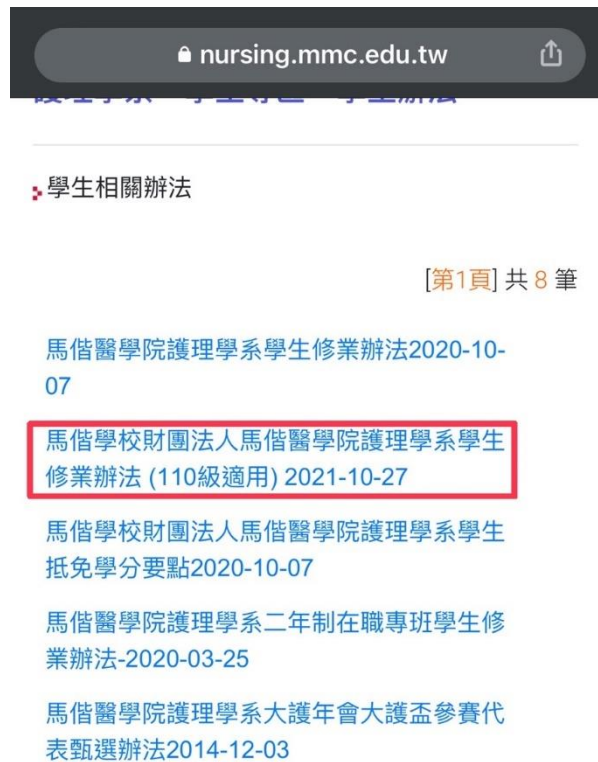 nursing.mmc.edu.tw
學生相關辦法
[第1頁] 共 8 筆
馬偕醫學院護理學系學生修業辦法2020-10-
07
馬偕學校財團法人馬偕醫學院護理學系學生
修業辦法 (110級適用) 2021-10-27
馬偕學校財團法人馬偕醫學院護理學系學生
抵免學分要點2020-10-07
馬偕醫學院護理學系二年制在職專班學生修
業辦法-2020-03-25
馬偕醫學院護理學系大護年會大護盃參賽代
表甄選辦法2014-12-03